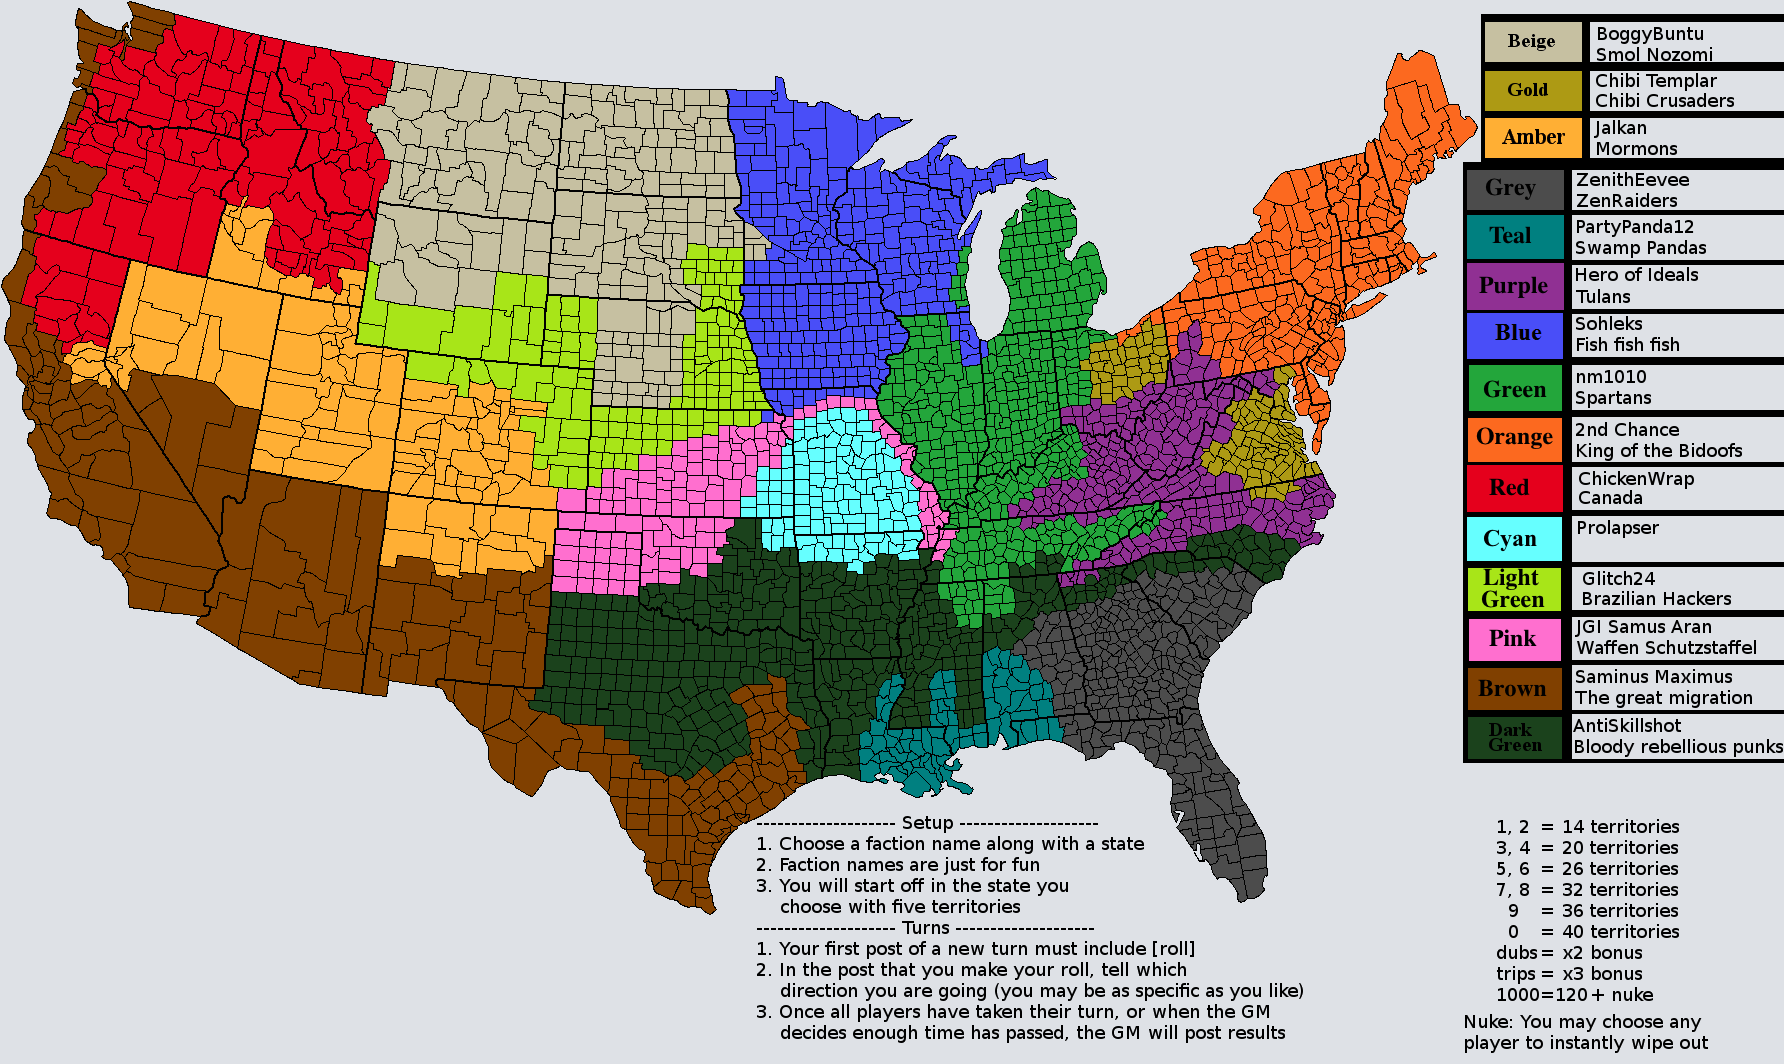 Beige
BoggyBuntu
Smol Nozomi
Gold
Chibi Templar
Chibi Crusaders
Amber
Jalkan
Mormons
Grey
ZenithEevee
ZenRaiders
Teal
PartyPanda12
Swamp Pandas
Purple
Hero of Ideals
Tulans
Blue
Sohleks
Fish fish fish
Green
nm1010
Spartans
Orange
2nd Chance
King of the Bidoofs
Red
ChickenWrap
Canada
Cyan
Prolapser
Light
Green
Glitch24
Brazilian Hackers
Pink
JGI Samus Aran
Waffen Schutzstaffel
Brown
Saminus Maximus
The great migration
Dark
Green
AntiSkillshot
Bloody rebellious punks
-------------------- Setup --------------------
1. Choose a faction name along with a state
2. Faction names are just for fun
3. You will start off in the state you
choose with five territories
-------------------- Turns --------------------
1. Your first post of a new turn must include [roll]
2. In the post that you make your roll, tell which
direction you are going (you may be as specific as you like)
3. Once all players have taken their turn, or when the GM
decides enough time has passed, the GM will post results
1, 2 = 14 territories
3, 4 = 20 territories
5, 6 = 26 territories
7, 8 = 32 territories
9 = 36 territories
0 = 40 territories
dubs= x2 bonus
trips= x3 bonus
1000=120+ nuke
Nuke: You may choose any
player to instantly wipe out